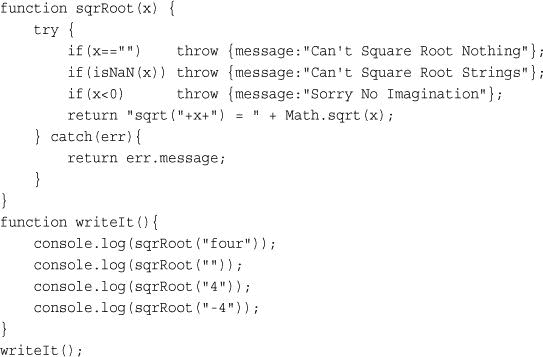 function sqrRoot(x) {
    try {
        if(x=="")    throw {message:"Can't Square Root Nothing"};
        if(isNaN(x)) throw {message:"Can't Square Root Strings"};
        if(x<0)      throw {message:"Sorry No Imagination"};
        return "sqrt("+x+") = " + Math.sqrt(x);
    } catch(err){
        return err.message;
    }
}
function writeIt(){
    console.log(sqrRoot("four"));
    console.log(sqrRoot(""));
    console.log(sqrRoot("4"));
    console.log(sqrRoot("-4"));
}
writeIt();